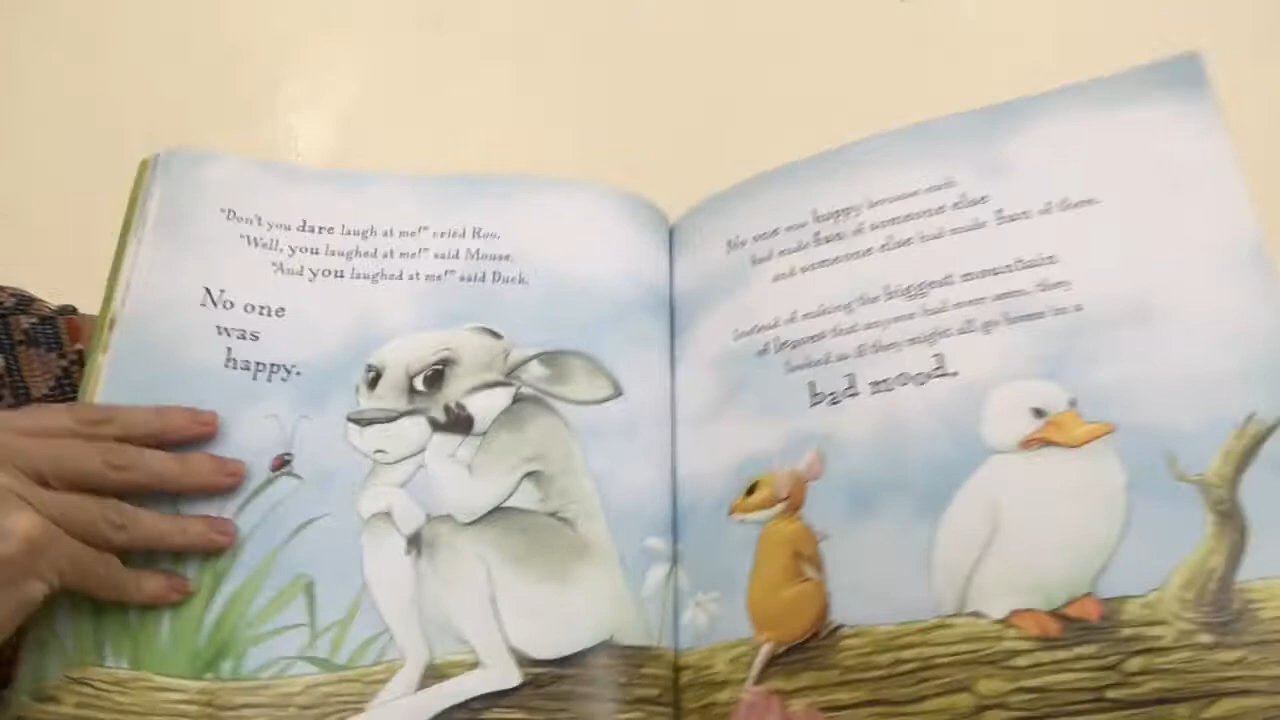 "Don't you dare laugh at me!" cried Roo.
"Well, you laughed at me!" said Mouse.
"And you laughed at me!" said Duck.
No one
was
happy.
No one was happy because each
had made fun of someone else
and someone else had made fun of them.
Instead of making the biggest mountain
of leaves that anyone had ever seen, they
looked as if they might all go home in a
bad mood.